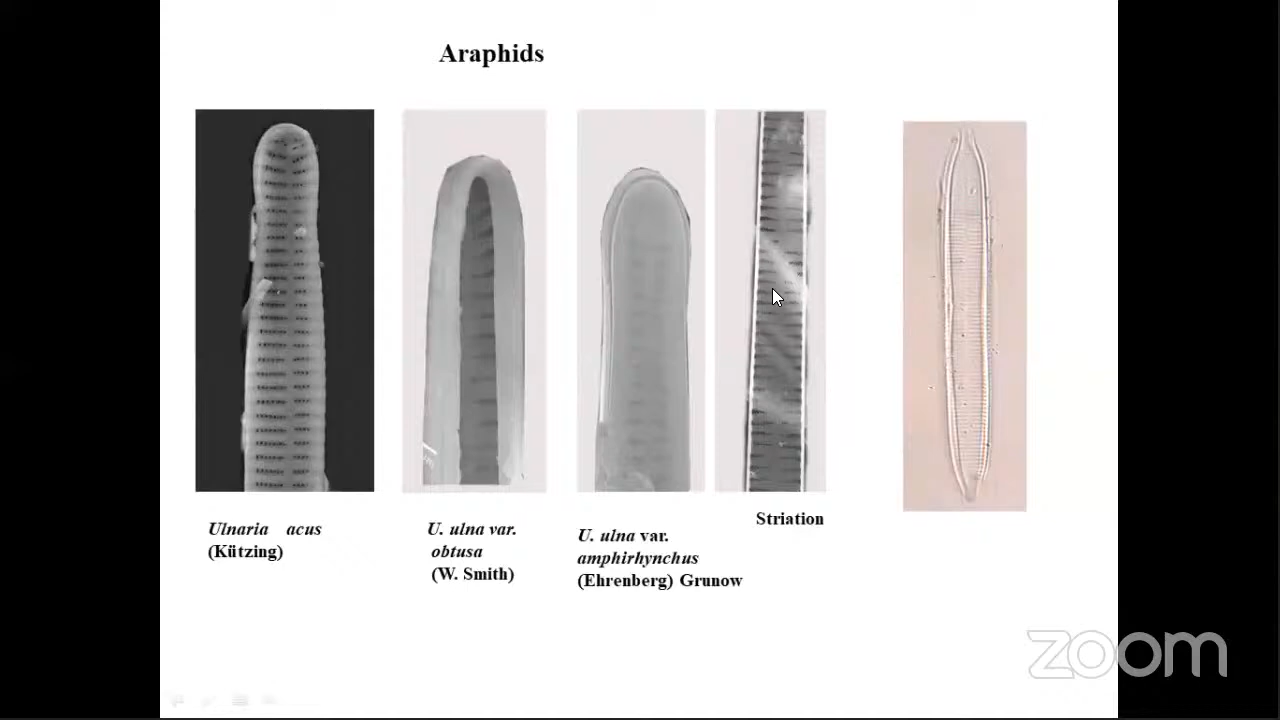 Araphids
Ulnaria acus
(Kützing)
U. ulna var.
obtusa
(W. Smith)
U. ulna var.
amphirhynchus
(Ehrenberg) Grunow
Striation
zoom